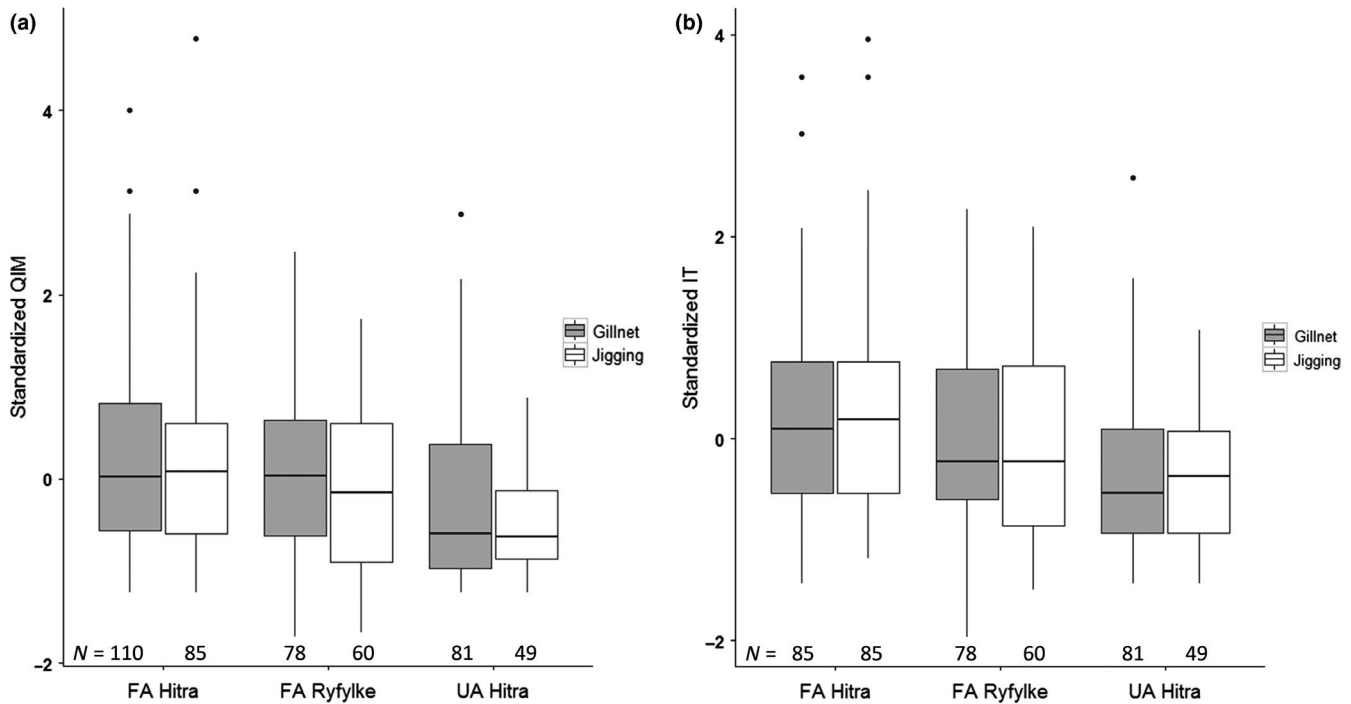 (a)
Standardized QIM
4
2
0
−2
Gillnet
Jigging
N = 110 85 78 60 81 49
FA Hitra FA Ryfylke UA Hitra
(b)
Standardized IT
4
2
0
−2
Gillnet
Jigging
N = 85 85 78 60 81 49
FA Hitra FA Ryfylke UA Hitra